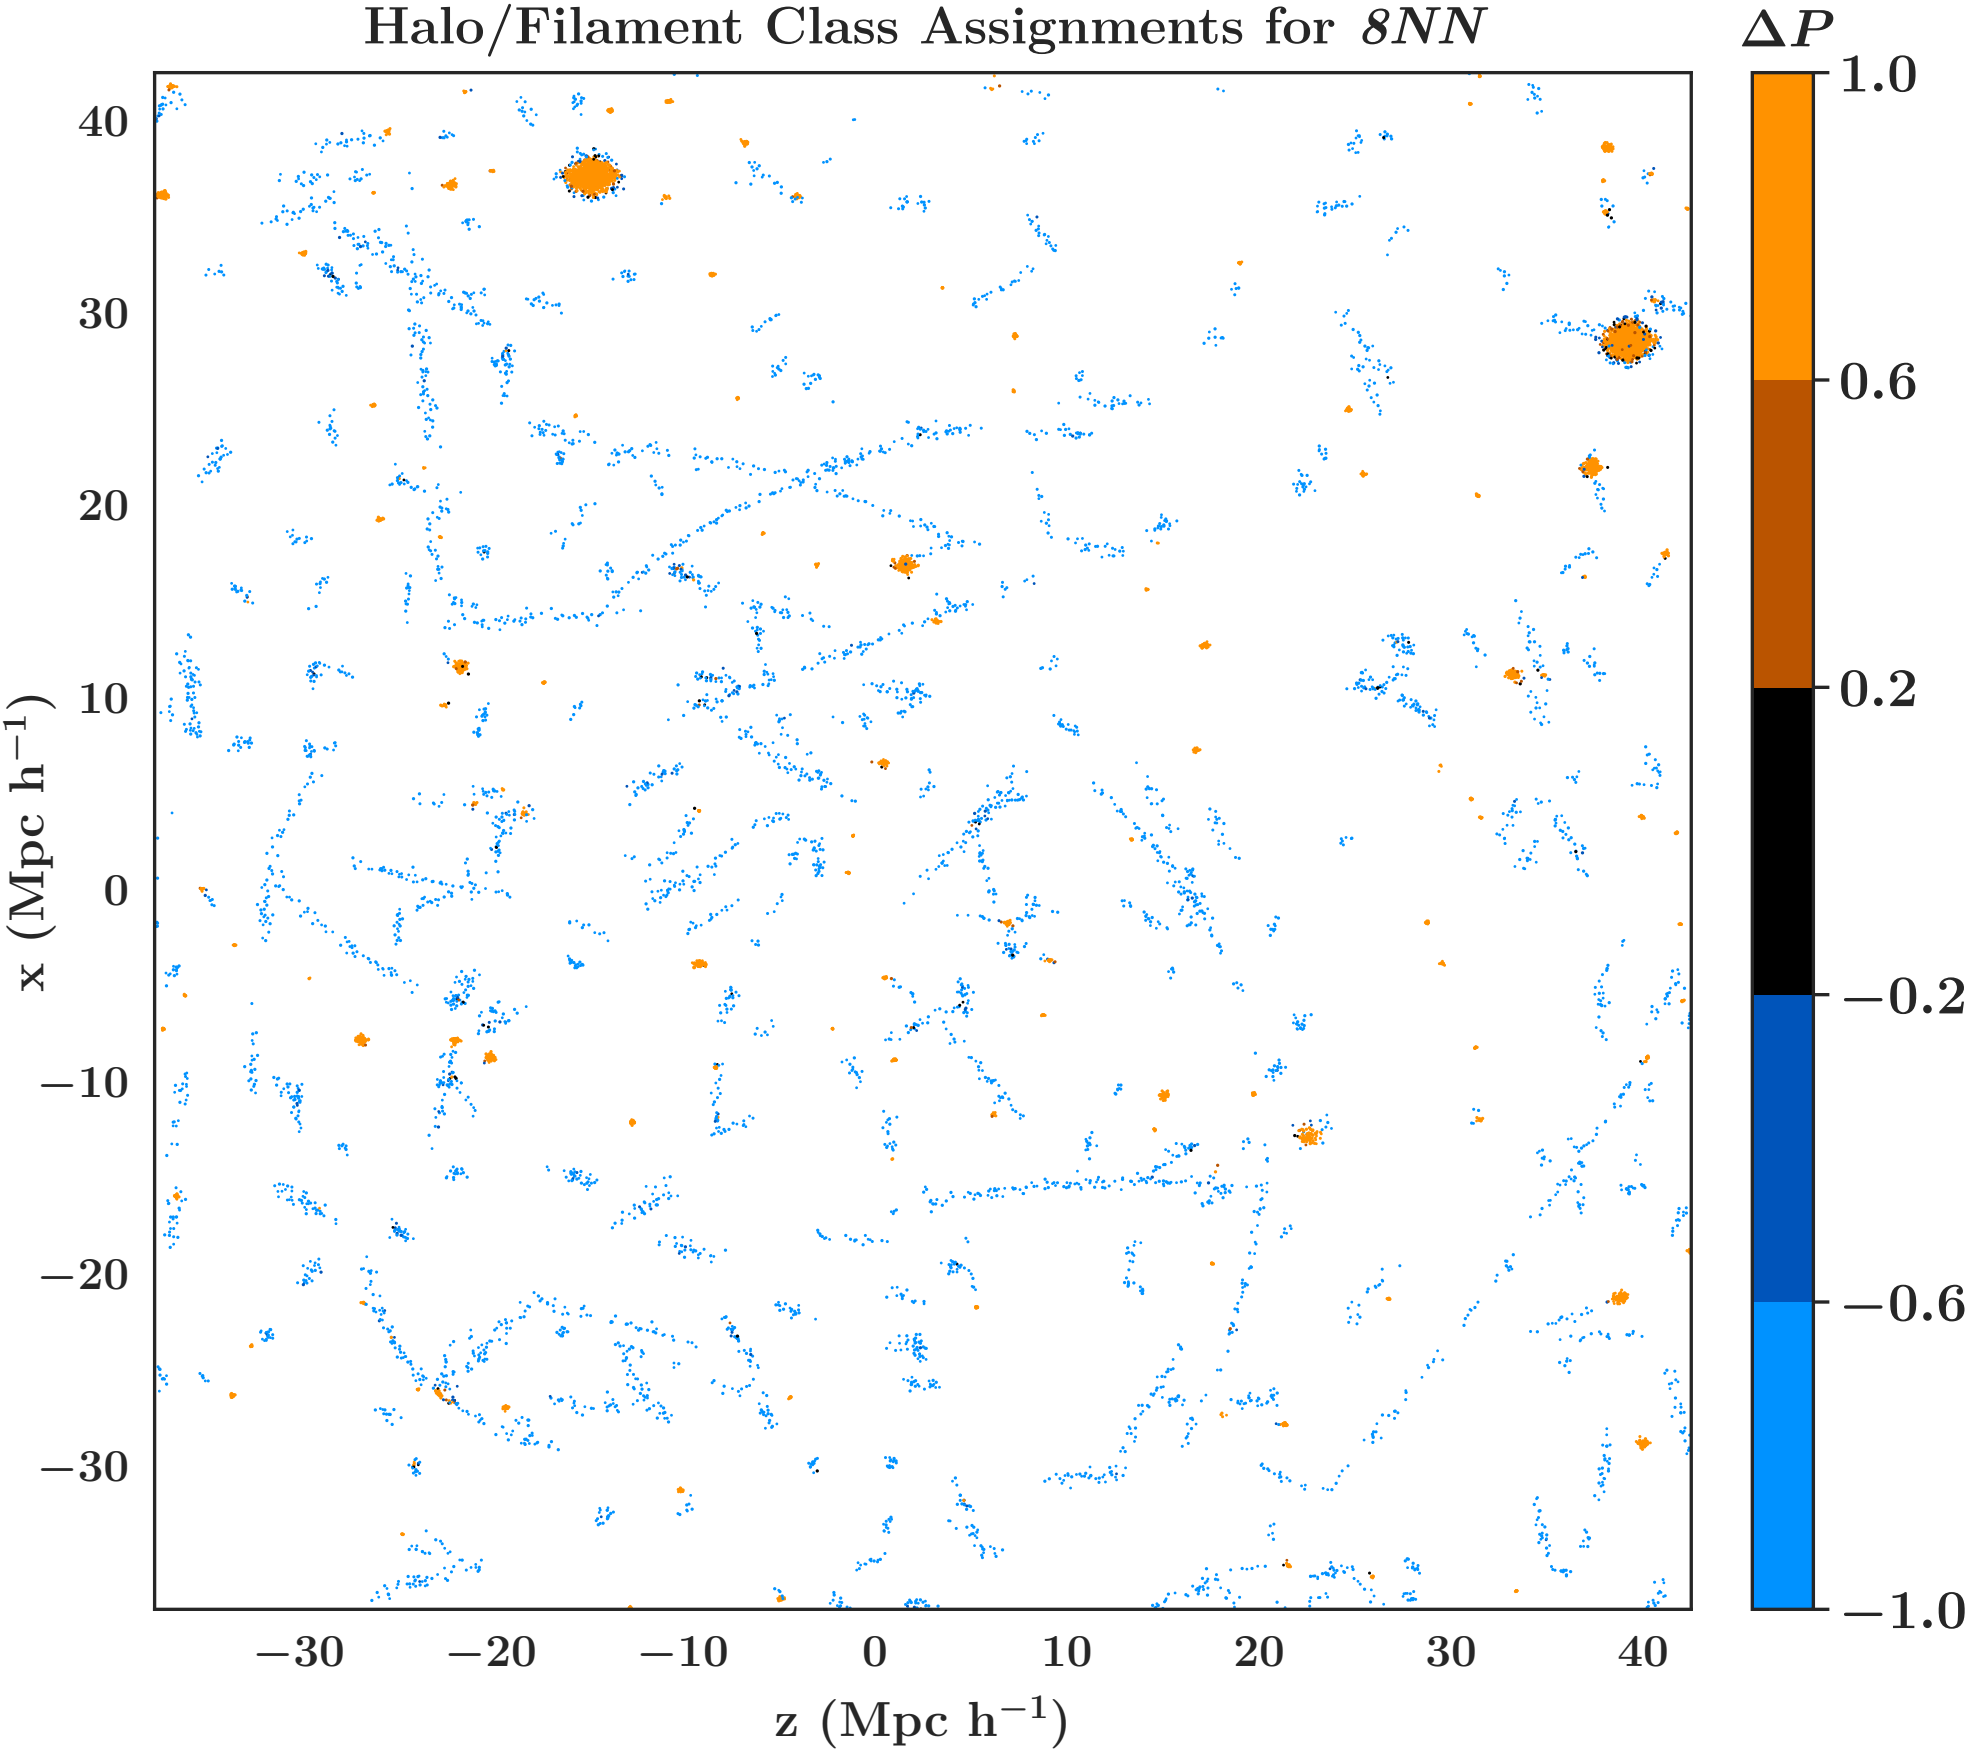 Halo/Filament Class Assignments for 8NN
ΔP
1.0
0.6
0.2
−0.2
−0.6
−1.0
40
30
20
10
0
−10
−20
−30
x (Mpc h⁻¹)
−30 −20 −10 0 10 20 30 40
z (Mpc h⁻¹)